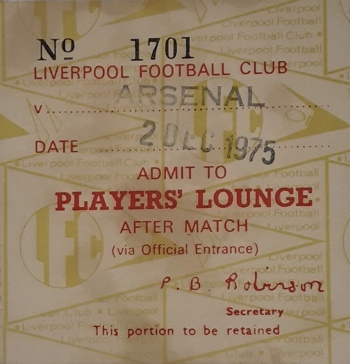 Nº 1701
LIVERPOOL FOOTBALL CLUB
v. ARSENAL
DATE 2 DEC 1975
ADMIT TO
PLAYERS' LOUNGE
AFTER MATCH
(via Official Entrance)
P. B. Robinson
Secretary
This portion to be retained